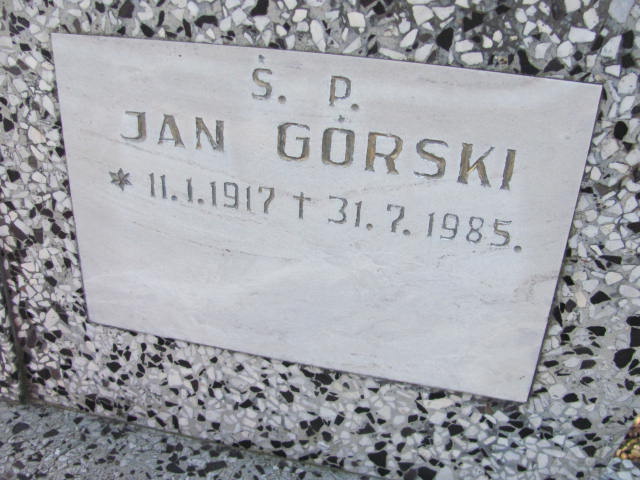 Ś. P.
JAN GÓRSKI
* 11.1.1917 † 31.7.1985.